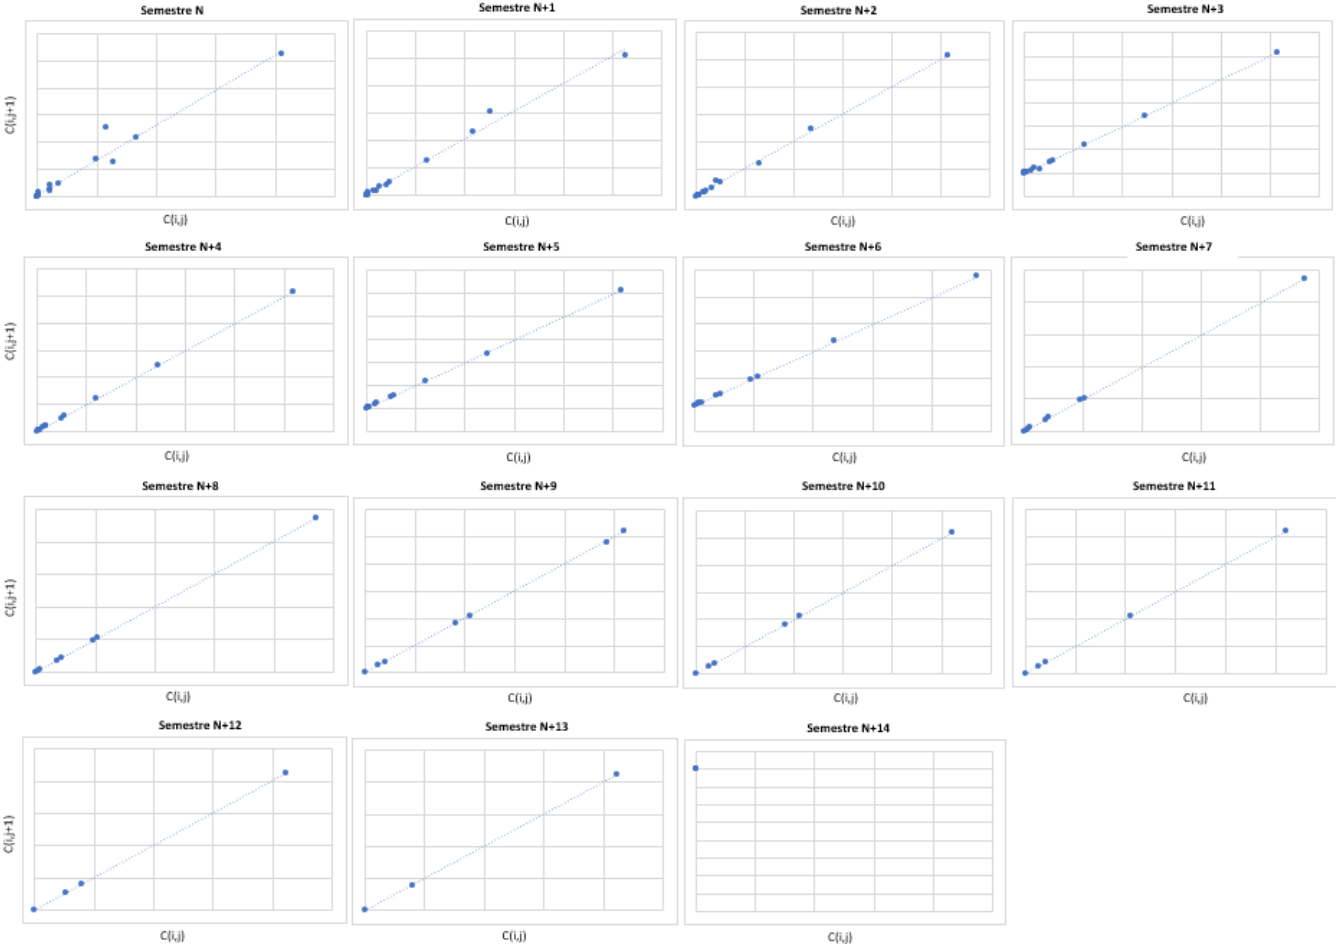 Semestre N
Semestre N+1
Semestre N+2
Semestre N+3
C(i,j+1)
C(i,j)
C(i,j)
C(i,j)
C(i,j)
Semestre N+4
Semestre N+5
Semestre N+6
Semestre N+7
C(i,j+1)
C(i,j)
C(i,j)
C(i,j)
C(i,j)
Semestre N+8
Semestre N+9
Semestre N+10
Semestre N+11
C(i,j+1)
C(i,j)
C(i,j)
C(i,j)
C(i,j)
Semestre N+12
Semestre N+13
Semestre N+14
C(i,j+1)
C(i,j)
C(i,j)
C(i,j)